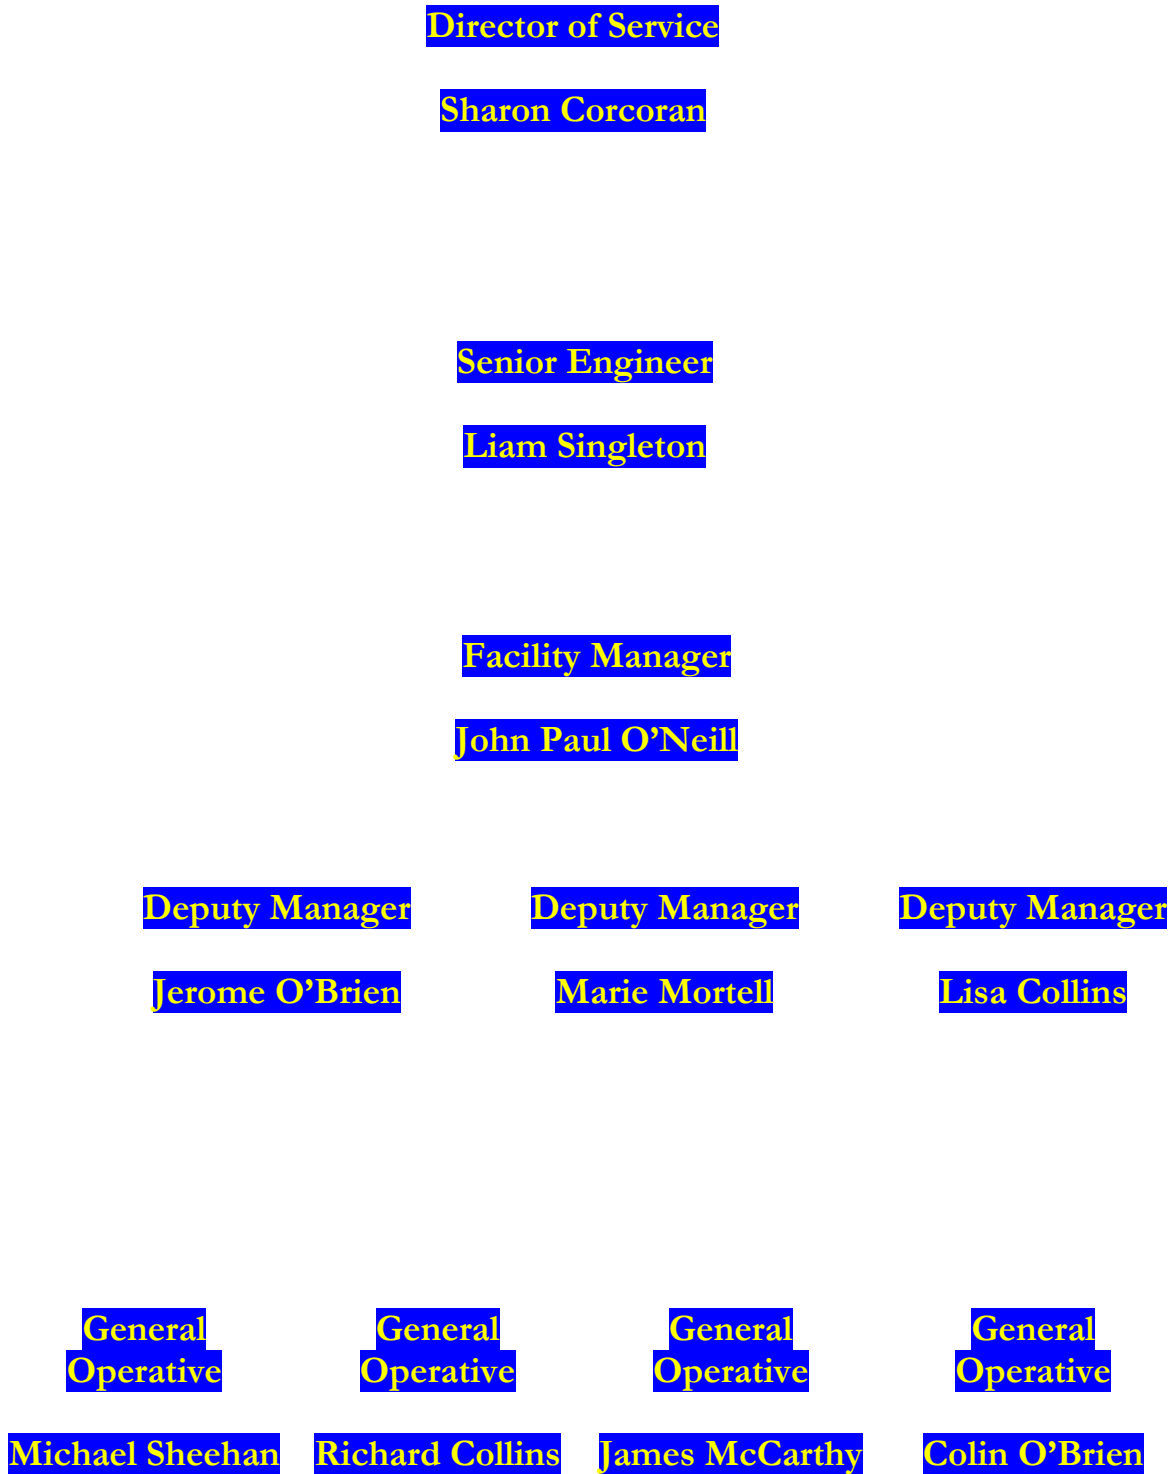 Director of Service
Sharon Corcoran
Senior Engineer
Liam Singleton
Facility Manager
John Paul O’Neill
Deputy Manager
Jerome O’Brien
Deputy Manager
Marie Mortell
Deputy Manager
Lisa Collins
General
Operative
Michael Sheehan
General
Operative
Richard Collins
General
Operative
James McCarthy
General
Operative
Colin O’Brien